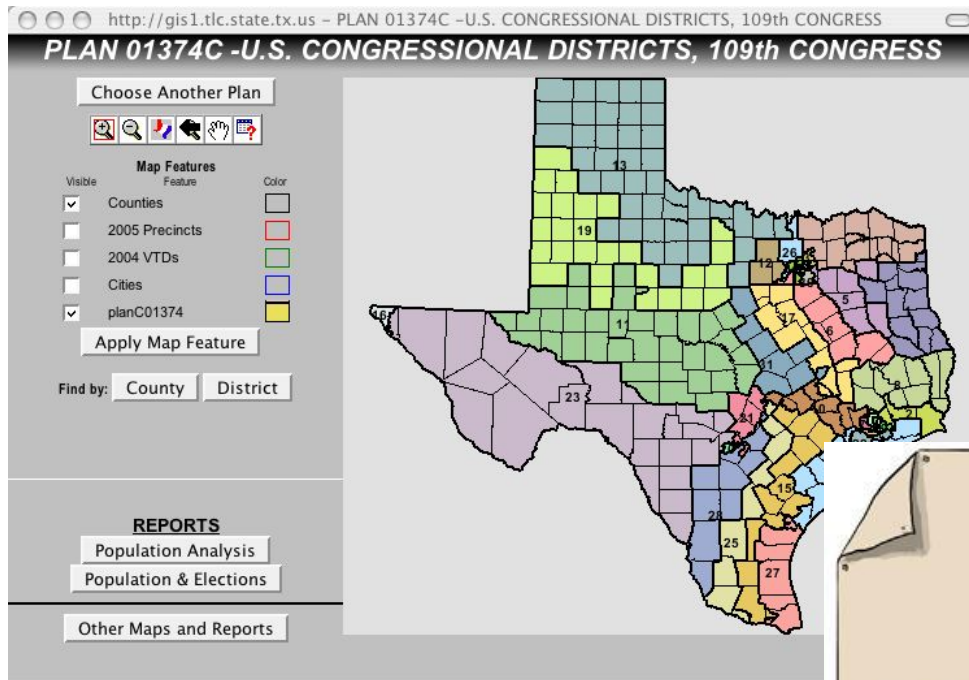 http://gis1.tlc.state.tx.us – PLAN 01374C –U.S. CONGRESSIONAL DISTRICTS, 109th CONGRESS
PLAN 01374C -U.S. CONGRESSIONAL DISTRICTS, 109th CONGRESS
Choose Another Plan
Map Features
Visible Feature Color
Counties
2005 Precincts
2004 VTDs
Cities
planC01374
Apply Map Feature
Find by: County District
REPORTS
Population Analysis
Population & Elections
Other Maps and Reports
13
19
26
12
5
16
11
17
6
31
8
23
21
2
15
28
25
27